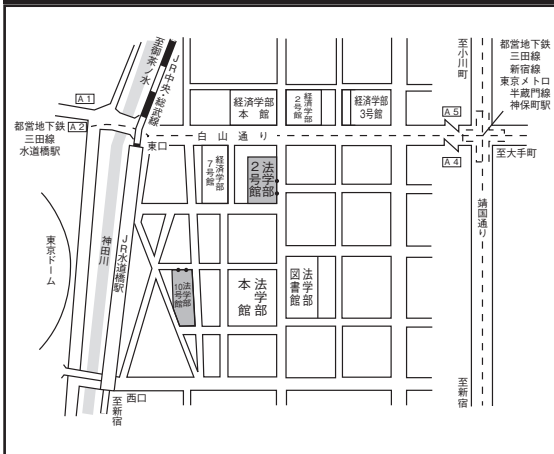 至御茶ノ水
JR中央・総武線
A1
都営地下鉄 A2
三田線
水道橋駅
東口
白山通り
経済学部
本館
経済学部
2号館
経済学部
3号館
至小川町
都営地下鉄
三田線
新宿線
東京メトロ
半蔵門線
神保町駅
A5
A4
至大手町
靖国通り
経済学部
7号館
法学部
2号館
東京ドーム
神田川
JR水道橋駅
法学部
10号館
法学部
本館
法学部
図書館
西口
至新宿
至新宿